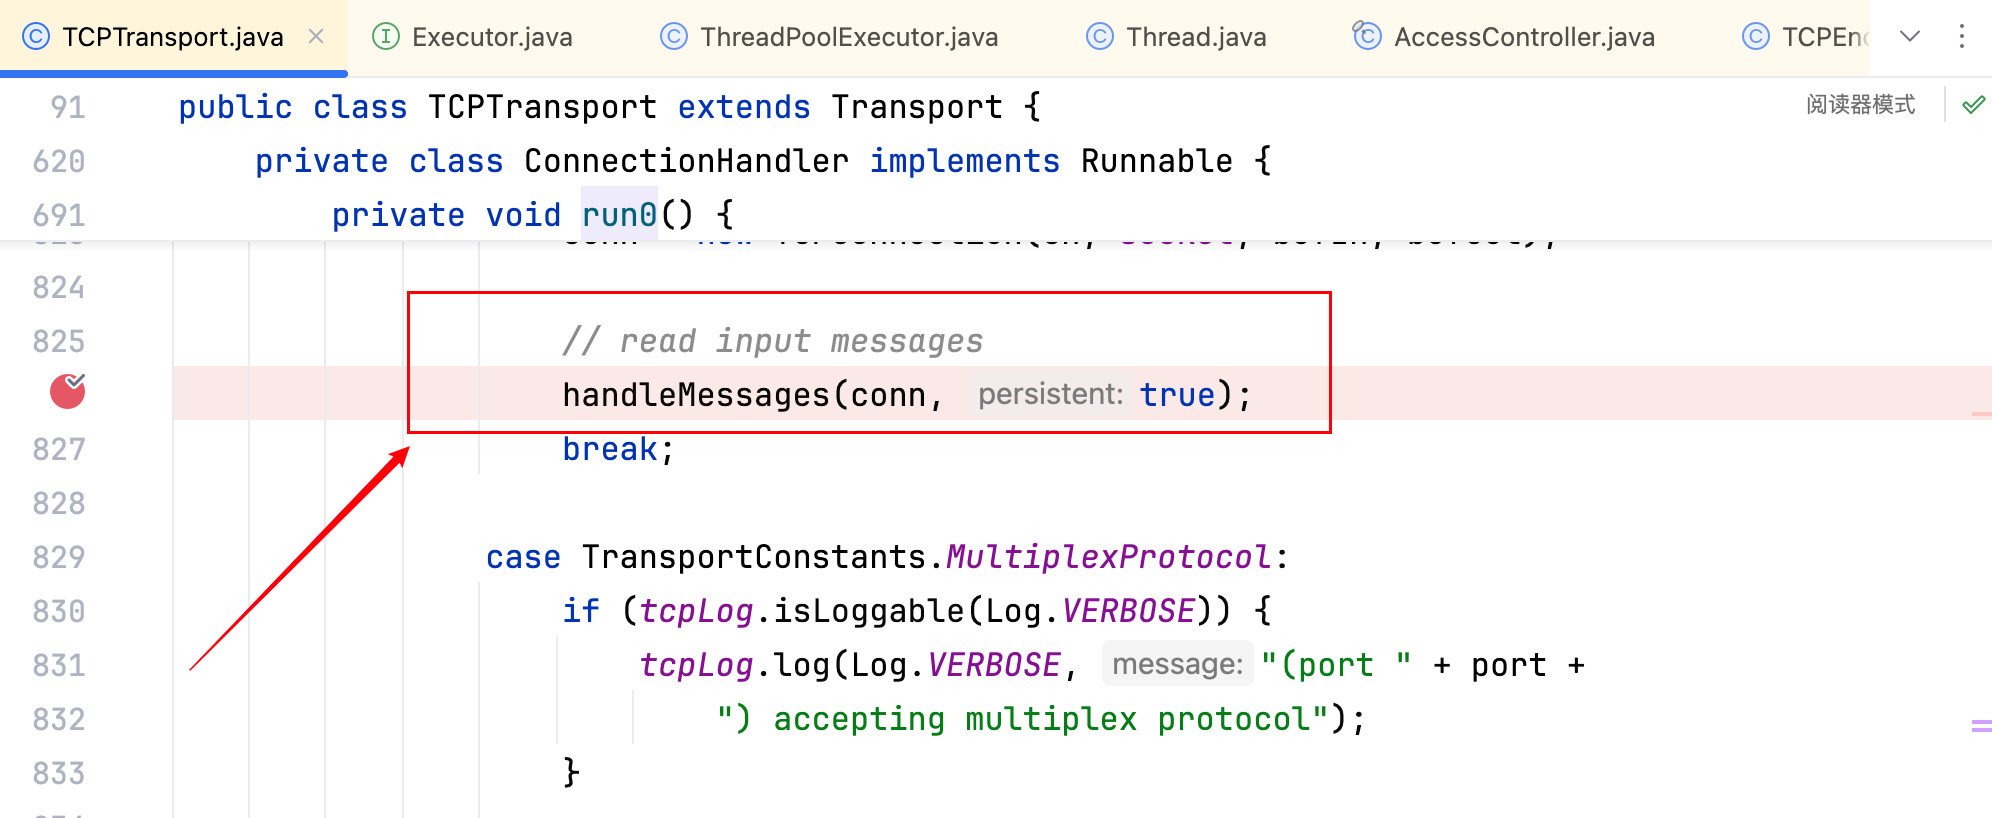 TCPTransport.java Executor.java ThreadPoolExecutor.java Thread.java AccessController.java TCPEn
91 public class TCPTransport extends Transport { 阅读器模式
620 private class ConnectionHandler implements Runnable {
691 private void run0() {
824
825 // read input messages
handleMessages(conn, persistent: true);
827 break;
828
829 case TransportConstants.MultiplexProtocol:
830 if (tcpLog.isLoggable(Log.VERBOSE)) {
831 tcpLog.log(Log.VERBOSE, message: "(port " + port +
832 ") accepting multiplex protocol");
833 }